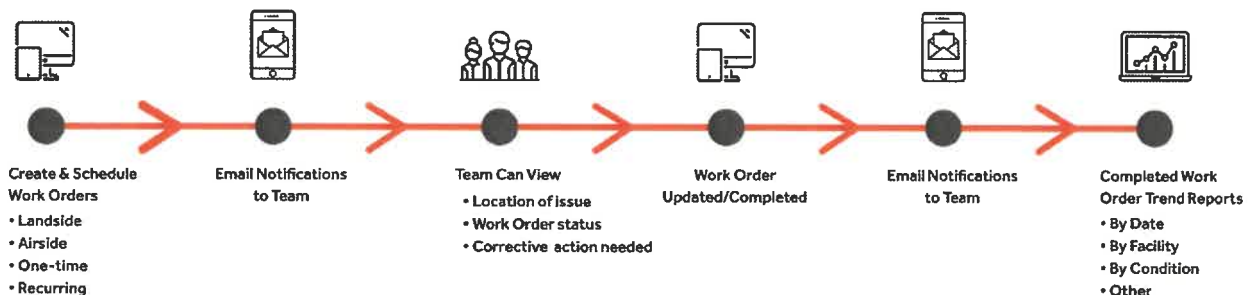 Create & Schedule
Work Orders
• Landside
• Airside
• One-time
• Recurring
Email Notifications
to Team
Team Can View
• Location of issue
• Work Order status
• Corrective action needed
Work Order
Updated/Completed
Email Notifications
to Team
Completed Work
Order Trend Reports
• By Date
• By Facility
• By Condition
• Other